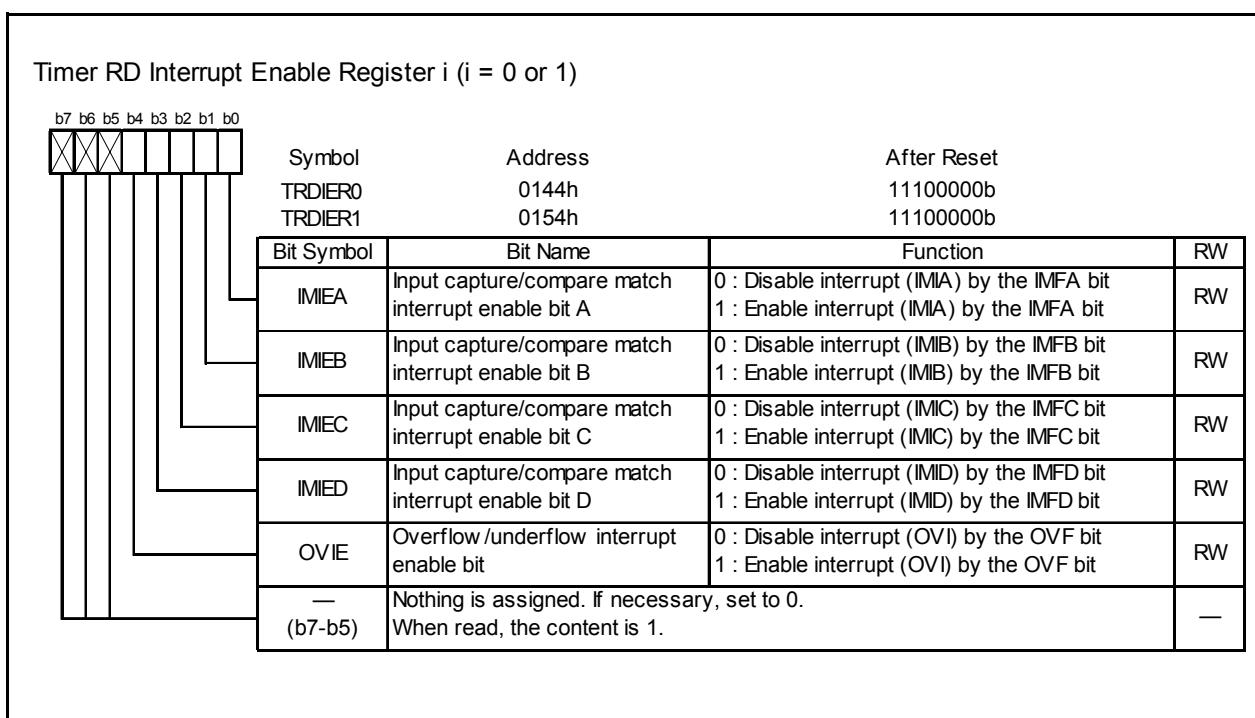 Timer RD Interrupt Enable Register i (i = 0 or 1)
b7 b6 b5 b4 b3 b2 b1 b0
Symbol Address After Reset
TRDIER0 0144h 11100000b
TRDIER1 0154h 11100000b
Bit Symbol Bit Name Function RW
IMIEA Input capture/compare match interrupt enable bit A 0 : Disable interrupt (IMIA) by the IMFA bit
1 : Enable interrupt (IMIA) by the IMFA bit RW
IMIEB Input capture/compare match interrupt enable bit B 0 : Disable interrupt (IMIB) by the IMFB bit
1 : Enable interrupt (IMIB) by the IMFB bit RW
IMIEC Input capture/compare match interrupt enable bit C 0 : Disable interrupt (IMIC) by the IMFC bit
1 : Enable interrupt (IMIC) by the IMFC bit RW
IMIED Input capture/compare match interrupt enable bit D 0 : Disable interrupt (IMID) by the IMFD bit
1 : Enable interrupt (IMID) by the IMFD bit RW
OVIE Overflow/underflow interrupt enable bit 0 : Disable interrupt (OVI) by the OVF bit
1 : Enable interrupt (OVI) by the OVF bit RW
— (b7-b5) Nothing is assigned. If necessary, set to 0.
When read, the content is 1. —